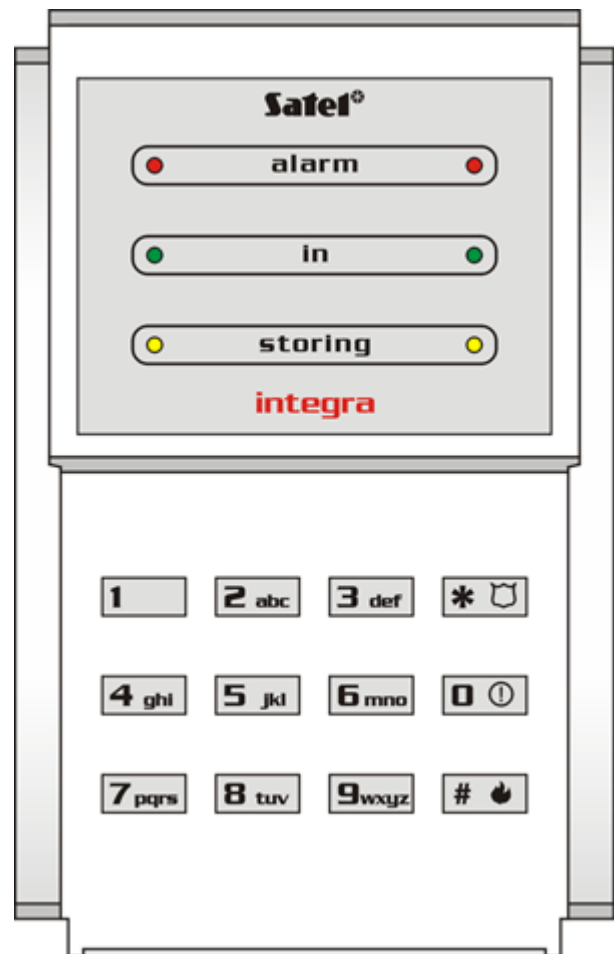 Satel
alarm
in
storing
integra
1 2 abc 3 def *
4 ghi 5 jkl 6 mno 0
7 pqrs 8 tuv 9 wxyz #